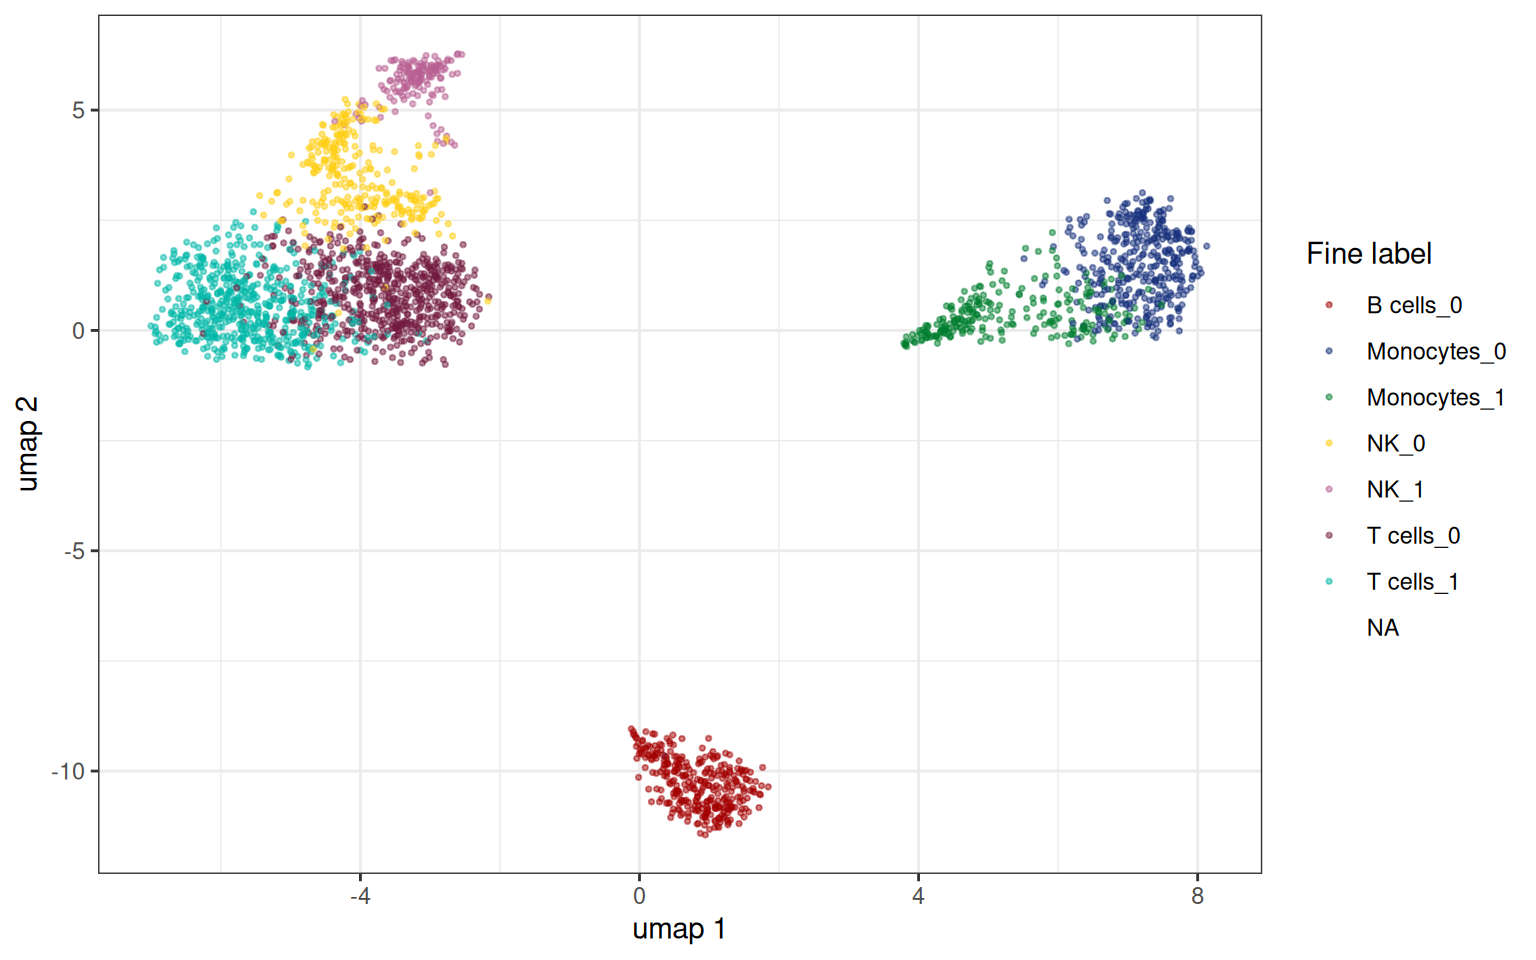 5
0
-5
-10
umap 2
-4
0
4
8
umap 1
Fine label
B cells_0
Monocytes_0
Monocytes_1
NK_0
NK_1
T cells_0
T cells_1
NA